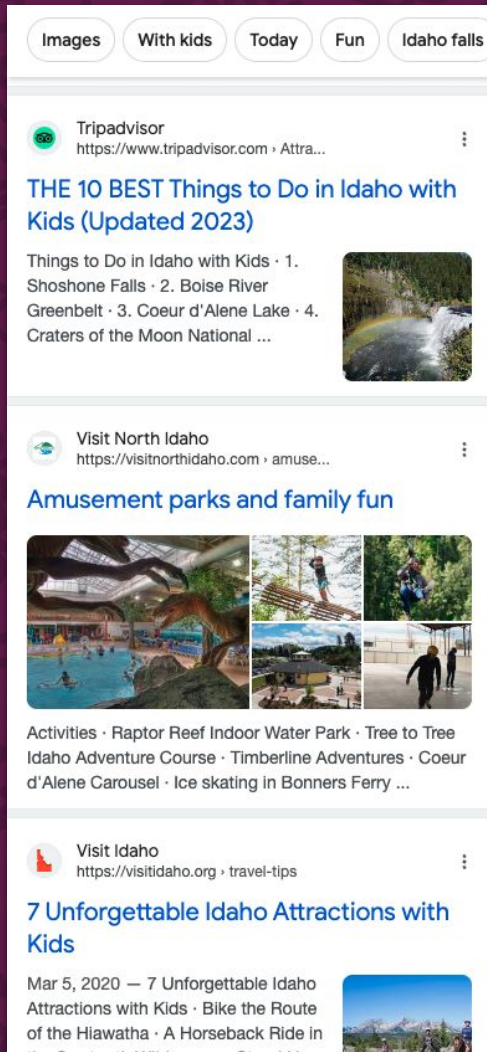 Images With kids Today Fun Idaho falls
Tripadvisor
https://www.tripadvisor.com › Attra...
THE 10 BEST Things to Do in Idaho with
Kids (Updated 2023)
Things to Do in Idaho with Kids · 1.
Shoshone Falls · 2. Boise River
Greenbelt · 3. Coeur d'Alene Lake · 4.
Craters of the Moon National ...
Visit North Idaho
https://visitnorthidaho.com › amuse...
Amusement parks and family fun
Activities · Raptor Reef Indoor Water Park · Tree to Tree
Idaho Adventure Course · Timberline Adventures · Coeur
d'Alene Carousel · Ice skating in Bonners Ferry ...
Visit Idaho
https://visitidaho.org › travel-tips
7 Unforgettable Idaho Attractions with
Kids
Mar 5, 2020 — 7 Unforgettable Idaho
Attractions with Kids · Bike the Route
of the Hiawatha · A Horseback Ride in